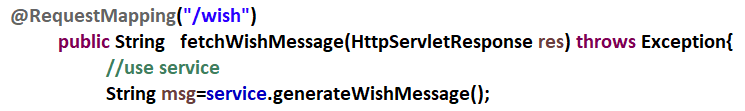 @RequestMapping("/wish")
public String fetchWishMessage(HttpServletResponse res) throws Exception{
//use service
String msg=service.generateWishMessage();